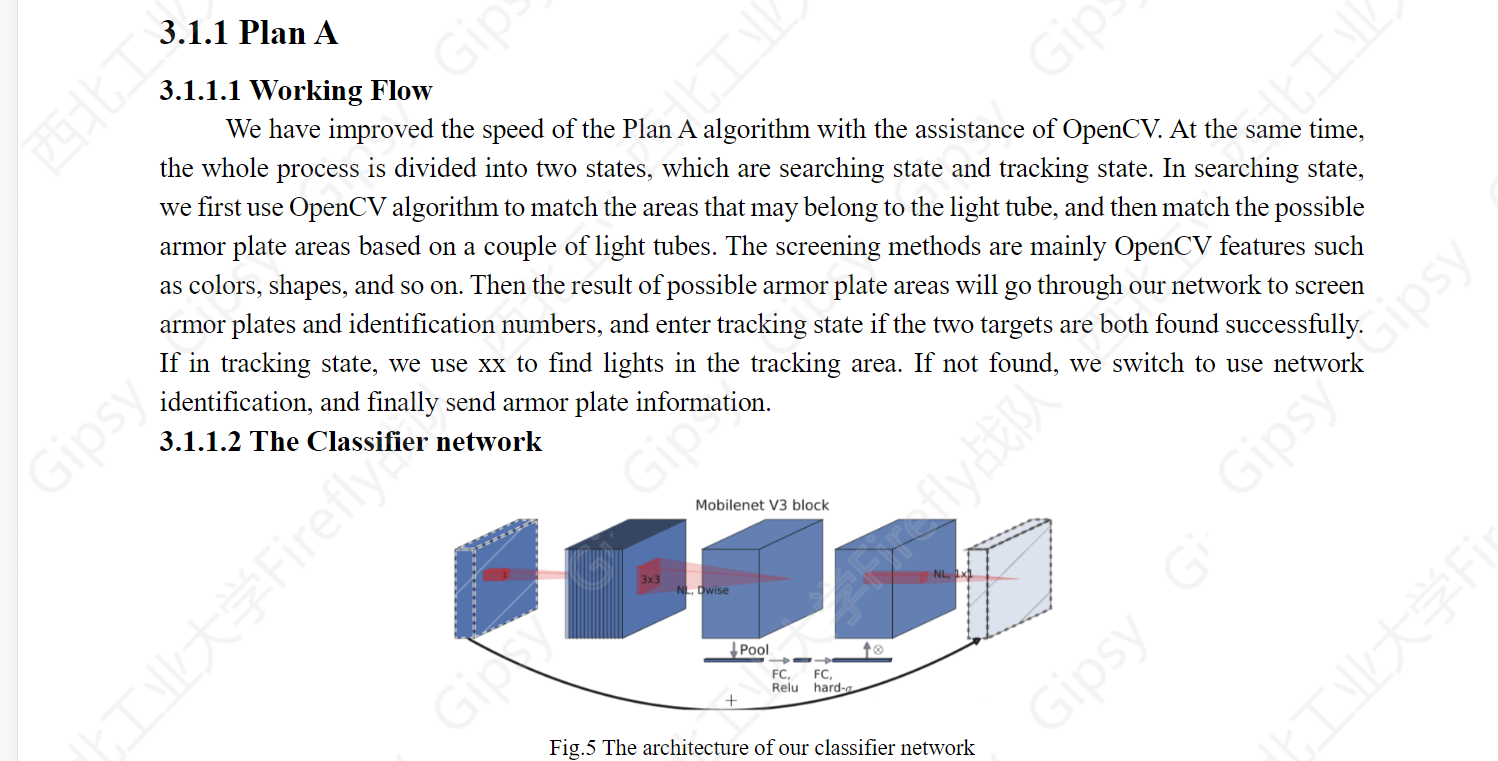 3.1.1 Plan A
3.1.1.1 Working Flow
We have improved the speed of the Plan A algorithm with the assistance of OpenCV. At the same time,
the whole process is divided into two states, which are searching state and tracking state. In searching state,
we first use OpenCV algorithm to match the areas that may belong to the light tube, and then match the possible
armor plate areas based on a couple of light tubes. The screening methods are mainly OpenCV features such
as colors, shapes, and so on. Then the result of possible armor plate areas will go through our network to screen
armor plates and identification numbers, and enter tracking state if the two targets are both found successfully.
If in tracking state, we use xx to find lights in the tracking area. If not found, we switch to use network
identification, and finally send armor plate information.
3.1.1.2 The Classifier network
Mobilenet V3 block
3x3
NL, Dwise
NL, 1x1
Pool
FC,
Relu
FC,
hard-σ
+
Fig.5 The architecture of our classifier network
西北工业大学Firefly战队
Gipsy